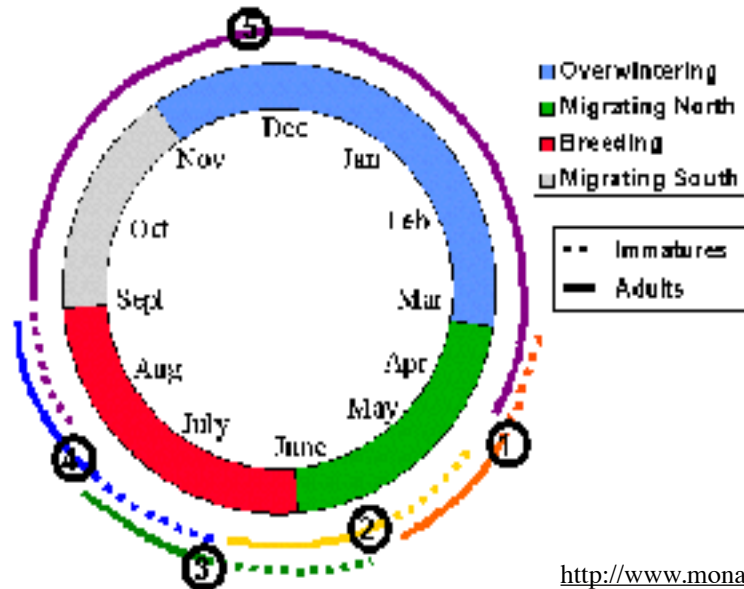 5
Overwintering
Migrating North
Breeding
Migrating South
Immatures
Adults
Dec
Nov
Jan
Oct
Feb
Sept
Mar
Aug
Apr
July
May
June
1
4
2
3
http://www.mona